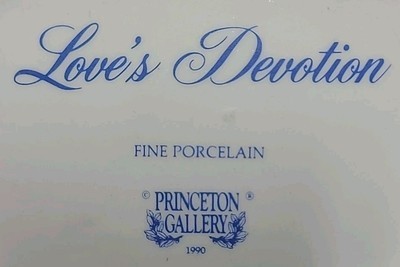 Love's Devotion
FINE PORCELAIN
© PRINCETON ®
GALLERY
1990